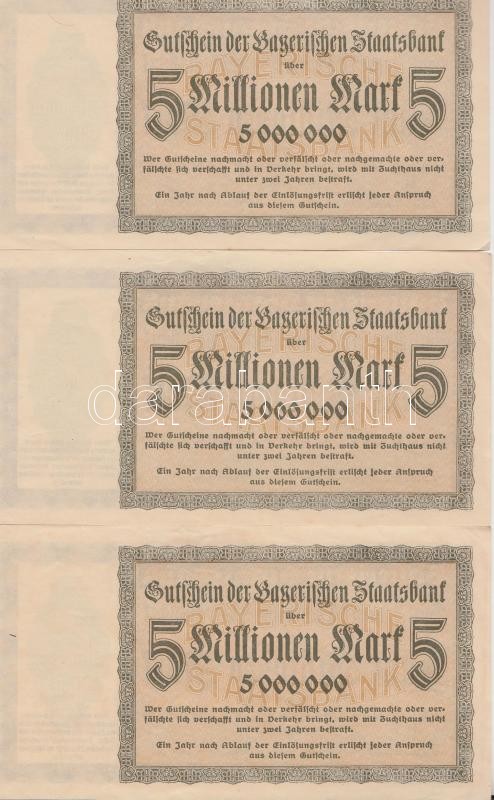 Gutschein der Bayerischen Staatsbank
über
5 Millionen Mark 5
5 000 000
BAYERISCHE
STAATSBANK
Wer Gutscheine nachmacht oder verfälscht oder nachgemachte oder ver-
fälschte sich verschafft und in Verkehr bringt, wird mit Zuchthaus nicht
unter zwei Jahren bestraft.
Ein Jahr nach Ablauf der Einlösungsfrist erlischt jeder Anspruch
aus diesem Gutschein.
Gutschein der Bayerischen Staatsbank
über
5 Millionen Mark 5
5 000 000
BAYERISCHE
STAATSBANK
darabanth
Wer Gutscheine nachmacht oder verfälscht oder nachgemachte oder ver-
fälschte sich verschafft und in Verkehr bringt, wird mit Zuchthaus nicht
unter zwei Jahren bestraft.
Ein Jahr nach Ablauf der Einlösungsfrist erlischt jeder Anspruch
aus diesem Gutschein.
Gutschein der Bayerischen Staatsbank
über
5 Millionen Mark 5
5 000 000
BAYERISCHE
STAATSBANK
Wer Gutscheine nachmacht oder verfälscht oder nachgemachte oder ver-
fälschte sich verschafft und in Verkehr bringt, wird mit Zuchthaus nicht
unter zwei Jahren bestraft.
Ein Jahr nach Ablauf der Einlösungsfrist erlischt jeder Anspruch
aus diesem Gutschein.